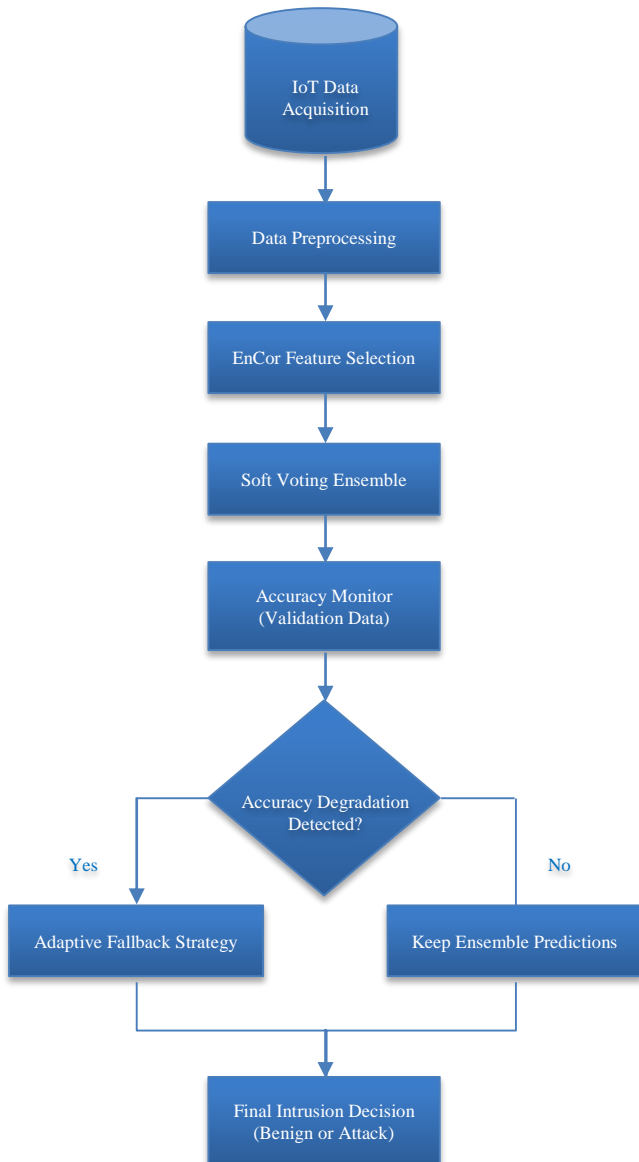 IoT Data
Acquisition
Data Preprocessing
EnCor Feature Selection
Soft Voting Ensemble
Accuracy Monitor
(Validation Data)
Accuracy Degradation
Detected?
Yes
No
Adaptive Fallback Strategy
Keep Ensemble Predictions
Final Intrusion Decision
(Benign or Attack)